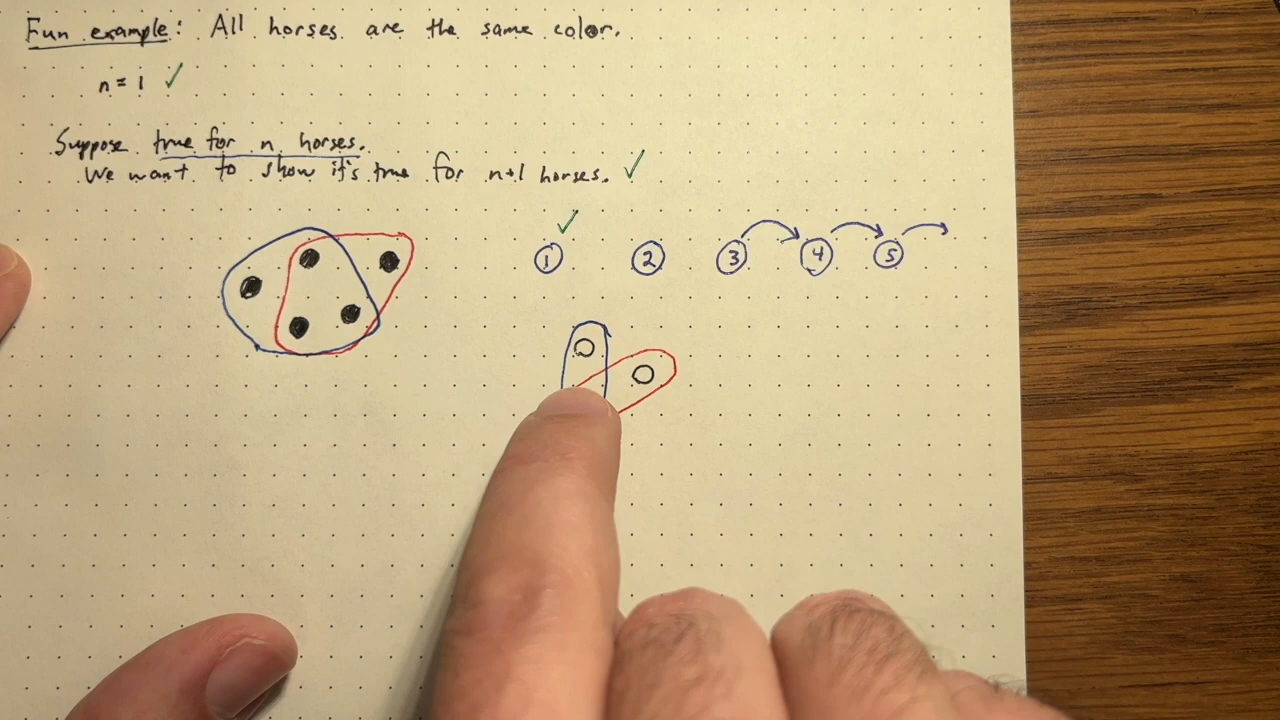 Fun example: All horses are the same color.
n = 1 ✓
Suppose true for n horses.
We want to show it's true for n+1 horses. ✓
✓
1 2 3 4 5